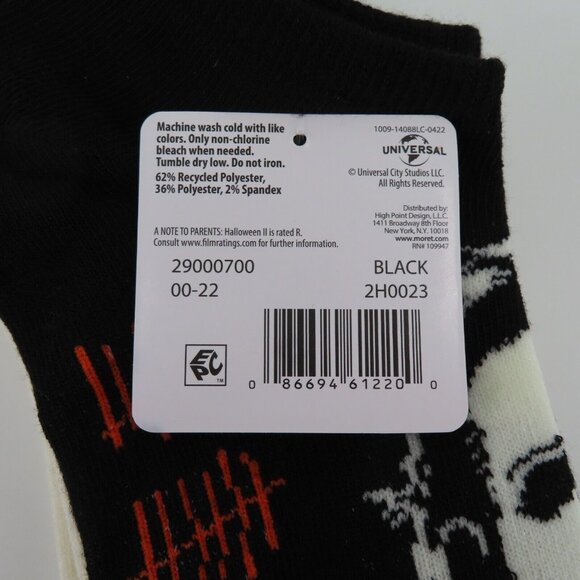 Machine wash cold with like
colors. Only non-chlorine
bleach when needed.
Tumble dry low. Do not iron.
62% Recycled Polyester,
36% Polyester, 2% Spandex
1009-14088LC-0422
UNIVERSAL
© Universal City Studios LLC.
All Rights Reserved.
Distributed by:
High Point Design, L.L.C.
1411 Broadway 8th Floor
New York, N.Y. 10018
www.moret.com
RN# 109947
A NOTE TO PARENTS: Halloween II is rated R.
Consult www.filmratings.com for further information.
29000700 BLACK
00-22 2H0023
EPC TM
0 86694 61220 0